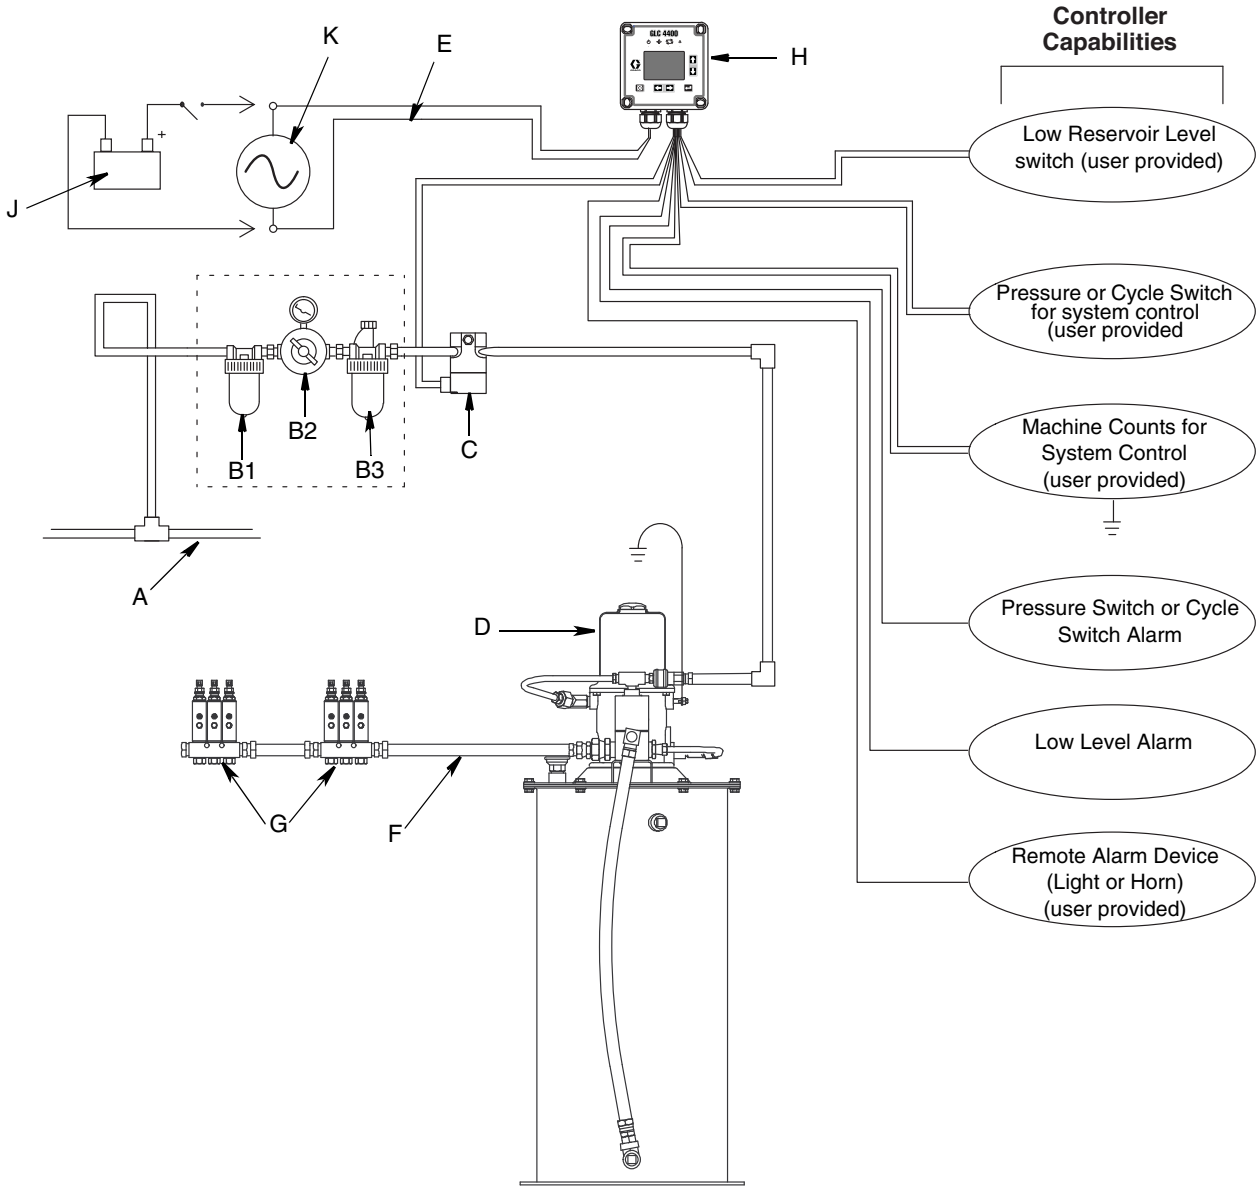 Controller
Capabilities
K
E
GLC 4400
H
Low Reservoir Level
switch (user provided)
+
J
Pressure or Cycle Switch
for system control
(user provided
B2
C
B1
B3
Machine Counts for
System Control
(user provided)
A
D
Pressure Switch or Cycle
Switch Alarm
Low Level Alarm
G
F
Remote Alarm Device
(Light or Horn)
(user provided)